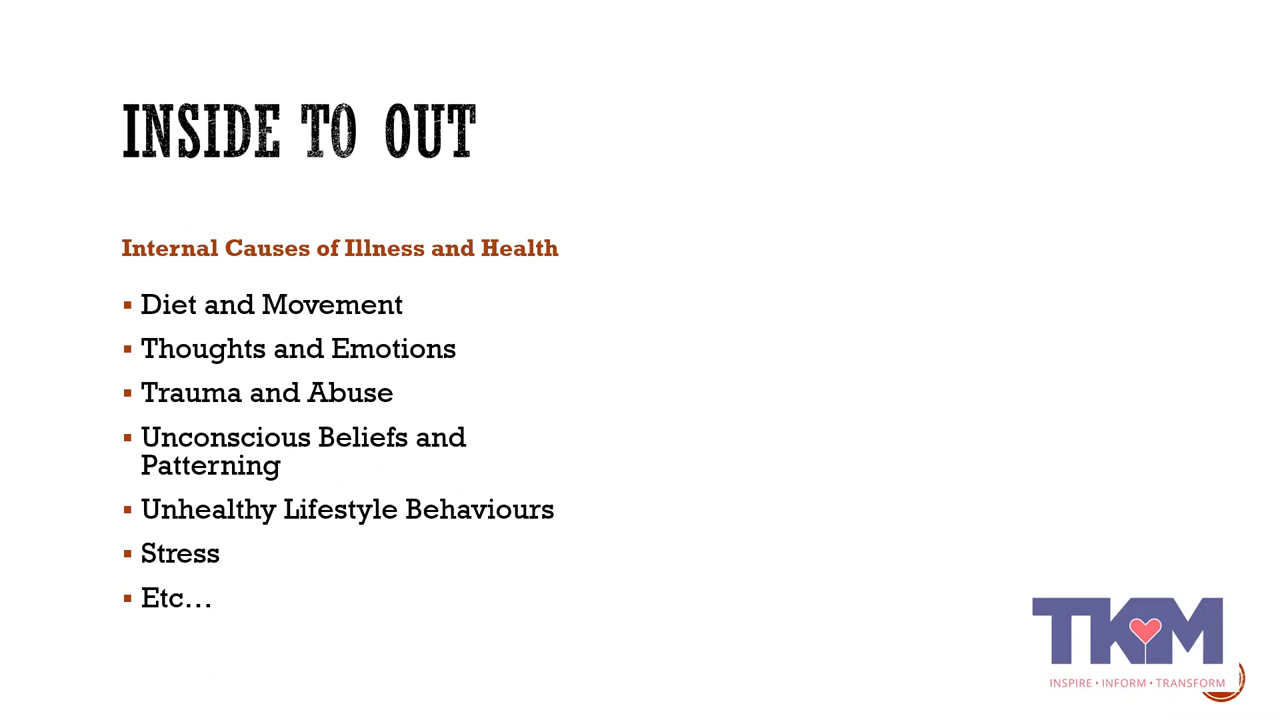 INSIDE TO OUT
Internal Causes of Illness and Health
▪ Diet and Movement
▪ Thoughts and Emotions
▪ Trauma and Abuse
▪ Unconscious Beliefs and
Patterning
▪ Unhealthy Lifestyle Behaviours
▪ Stress
▪ Etc…
TKM
INSPIRE • INFORM • TRANSFORM